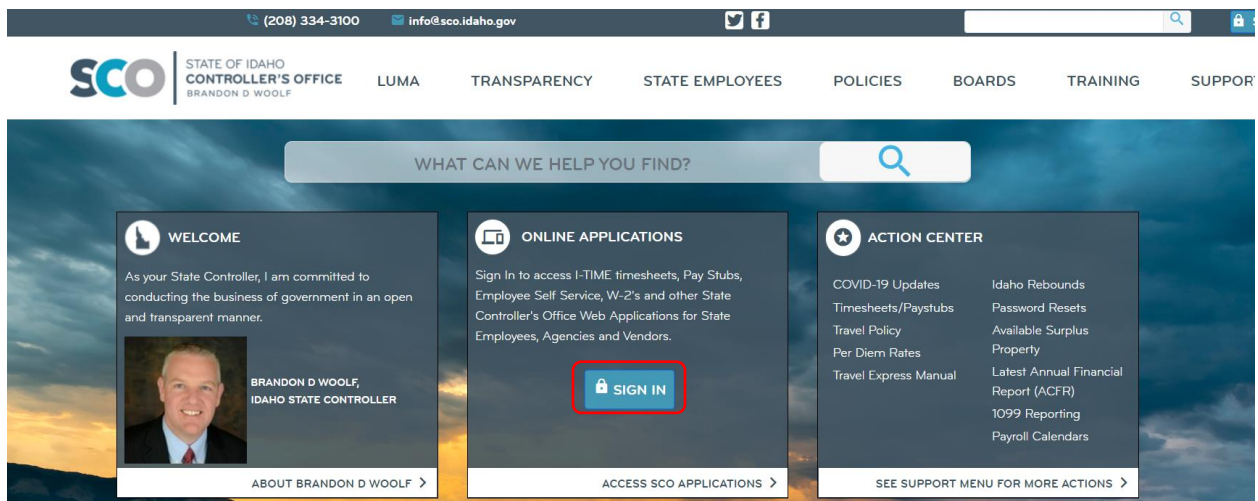 (208) 334-3100 info@sco.idaho.gov
SCO
STATE OF IDAHO
CONTROLLER'S OFFICE
BRANDON D WOOLF
LUMA TRANSPARENCY STATE EMPLOYEES POLICIES BOARDS TRAINING SUPPORT
WHAT CAN WE HELP YOU FIND?
WELCOME
As your State Controller, I am committed to
conducting the business of government in an open
and transparent manner.
BRANDON D WOOLF,
IDAHO STATE CONTROLLER
ABOUT BRANDON D WOOLF
ONLINE APPLICATIONS
Sign In to access I-TIME timesheets, Pay Stubs,
Employee Self Service, W-2's and other State
Controller's Office Web Applications for State
Employees, Agencies and Vendors.
SIGN IN
ACCESS SCO APPLICATIONS
ACTION CENTER
COVID-19 Updates
Timesheets/Paystubs
Travel Policy
Per Diem Rates
Travel Express Manual
Idaho Rebounds
Password Resets
Available Surplus
Property
Latest Annual Financial
Report (ACFR)
1099 Reporting
Payroll Calendars
SEE SUPPORT MENU FOR MORE ACTIONS